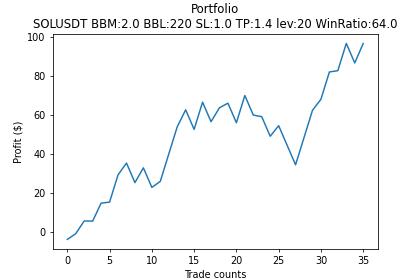 Portfolio
SOLUSDT BBM:2.0 BBL:220 SL:1.0 TP:1.4 lev:20 WinRatio:64.0
100
80
60
40
20
0
Profit ($)
0 5 10 15 20 25 30 35
Trade counts